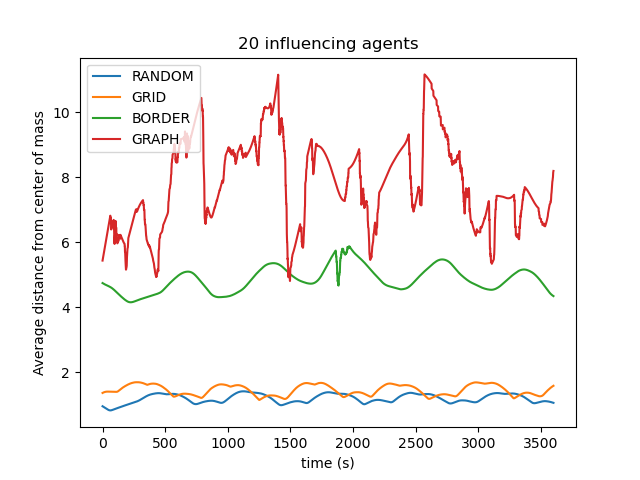 20 influencing agents
RANDOM
GRID
BORDER
GRAPH
Average distance from center of mass
10
8
6
4
2
0
500
1000
1500
2000
2500
3000
3500
time (s)